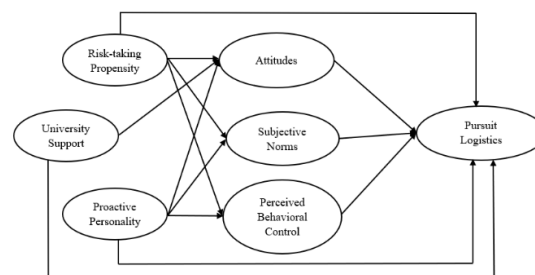 Risk-taking
Propensity
Attitudes
University
Support
Subjective
Norms
Pursuit
Logistics
Proactive
Personality
Perceived
Behavioral
Control